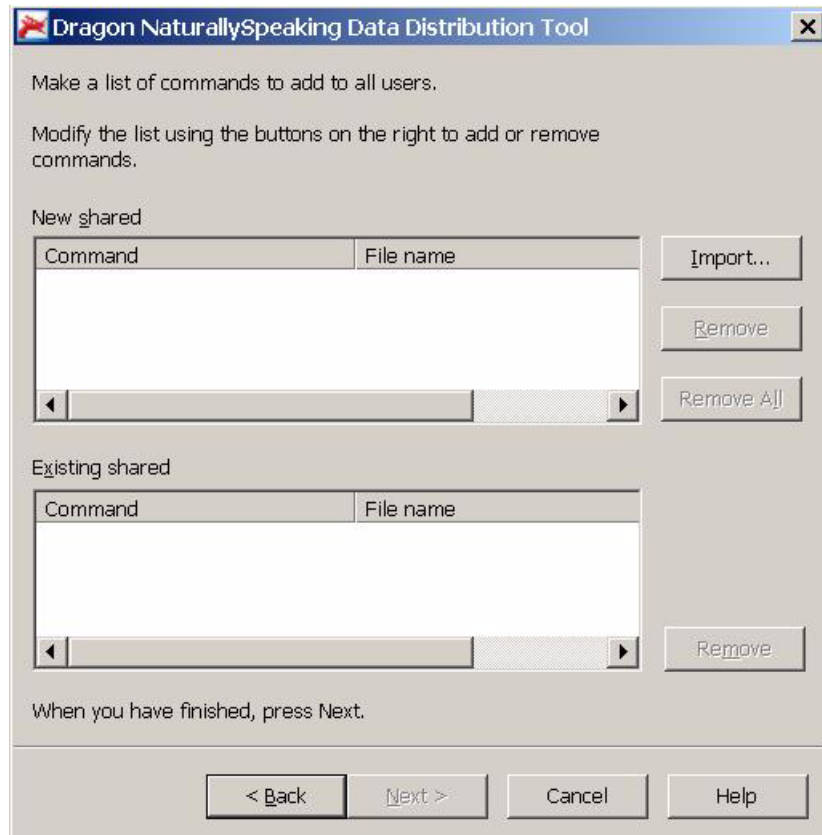 Dragon NaturallySpeaking Data Distribution Tool
Make a list of commands to add to all users.
Modify the list using the buttons on the right to add or remove
commands.
New shared
Command File name
Import...
Remove
Remove All
Existing shared
Command File name
Remove
When you have finished, press Next.
< Back Next > Cancel Help